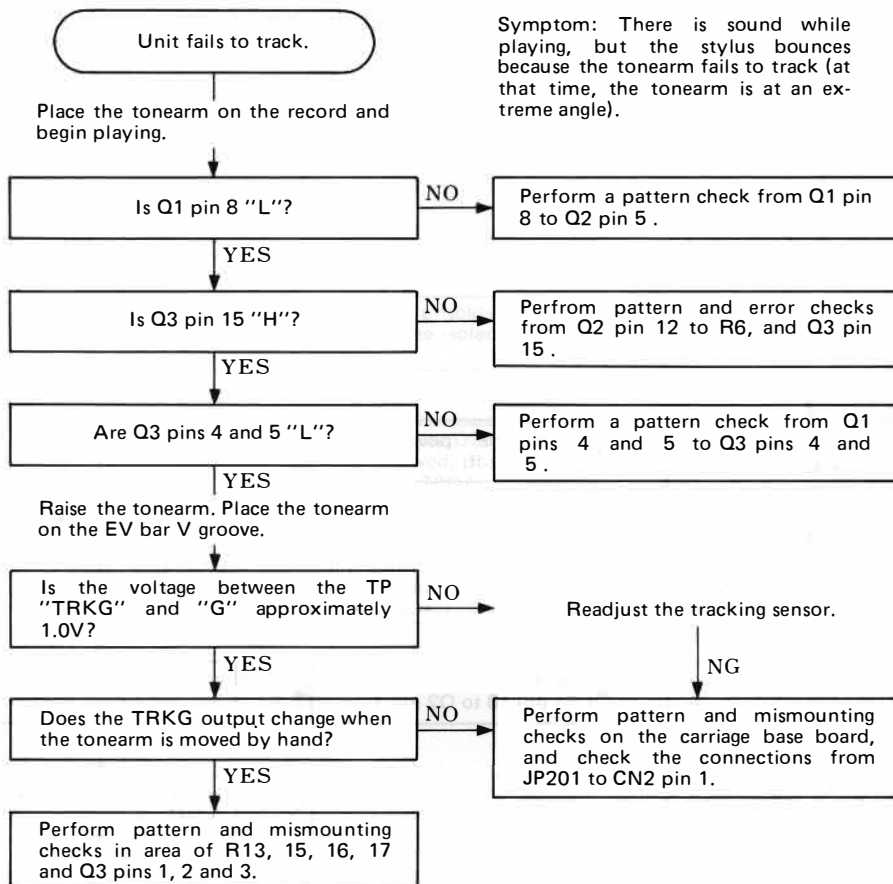 Unit fails to track.
Symptom: There is sound while
playing, but the stylus bounces
because the tonearm fails to track (at
that time, the tonearm is at an ex-
treme angle).
Place the tonearm on the record and
begin playing.
Is Q1 pin 8 "L"?
NO
Perform a pattern check from Q1 pin
8 to Q2 pin 5 .
YES
Is Q3 pin 15 "H"?
NO
Perfrom pattern and error checks
from Q2 pin 12 to R6, and Q3 pin
15 .
YES
Are Q3 pins 4 and 5 "L"?
NO
Perform a pattern check from Q1
pins 4 and 5 to Q3 pins 4 and
5 .
YES
Raise the tonearm. Place the tonearm
on the EV bar V groove.
Is the voltage between the TP
"TRKG" and "G" approximately
1.0V?
NO
Readjust the tracking sensor.
YES
NG
Does the TRKG output change when
the tonearm is moved by hand?
NO
Perform pattern and mismounting
checks on the carriage base board,
and check the connections from
JP201 to CN2 pin 1.
YES
Perform pattern and mismounting
checks in area of R13, 15, 16, 17
and Q3 pins 1, 2 and 3.